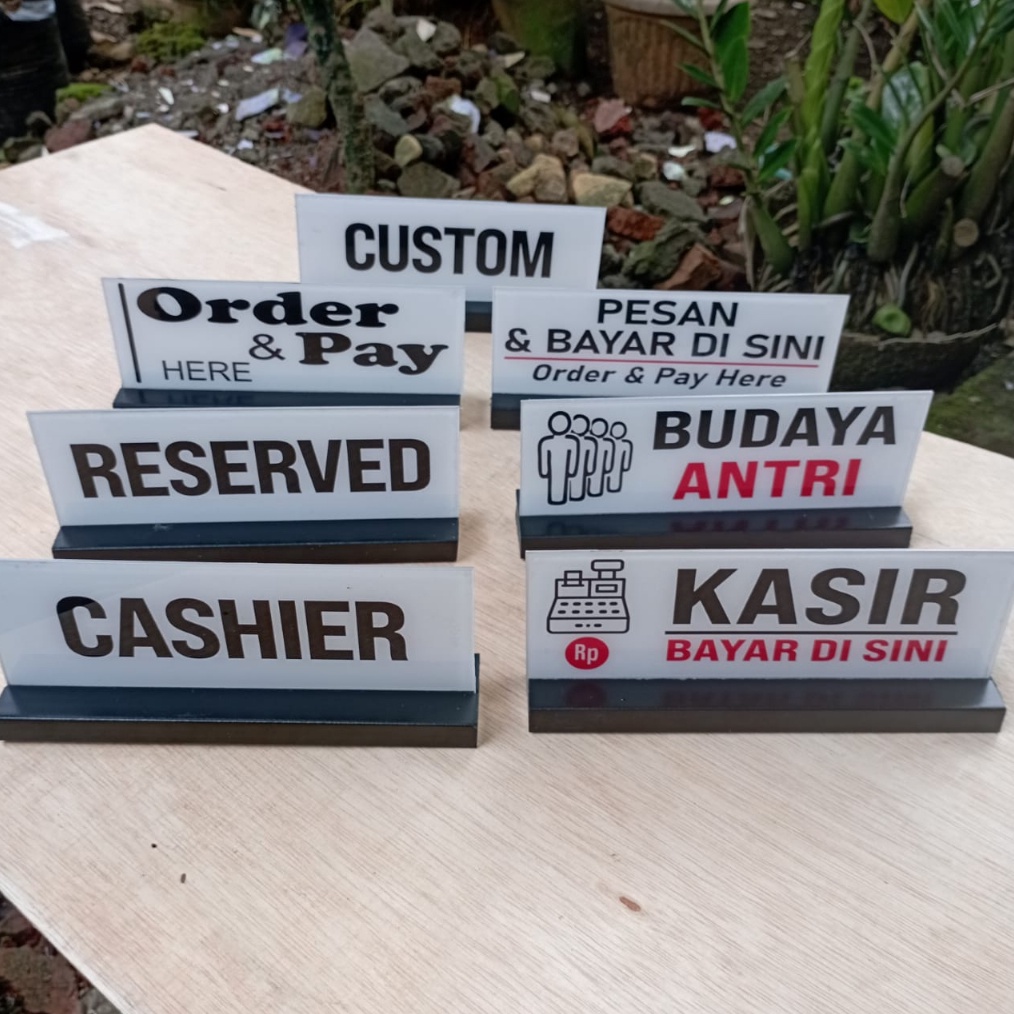 CUSTOM
Order
& Pay
HERE
PESAN
& BAYAR DI SINI
Order & Pay Here
RESERVED
BUDAYA
ANTRI
CASHIER
KASIR
Rp
BAYAR DI SINI